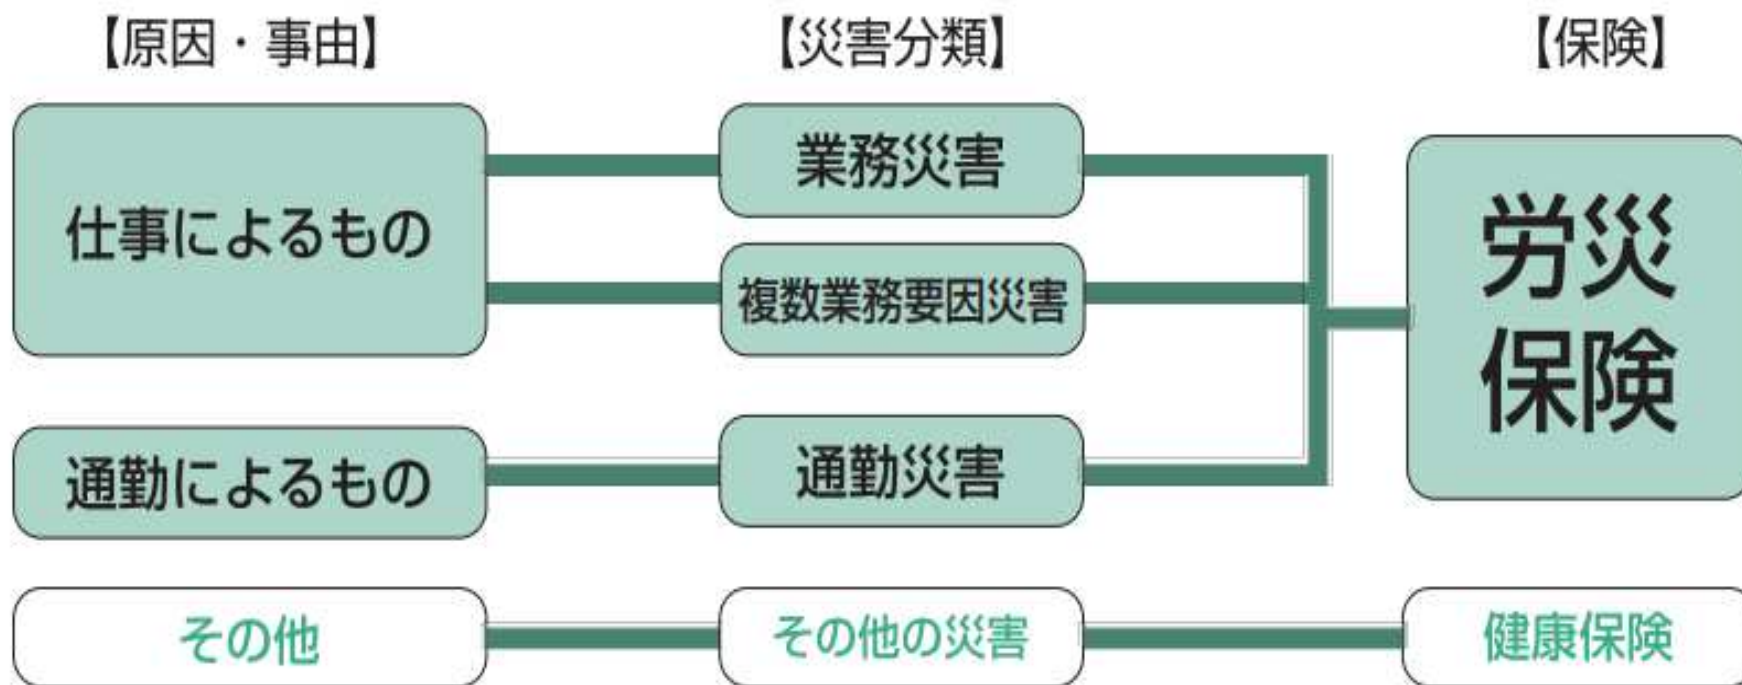 【原因・事由】
【災害分類】
【保険】
仕事によるもの
業務災害
複数業務要因災害
労災
保険
通勤によるもの
通勤災害
その他
その他の災害
健康保険